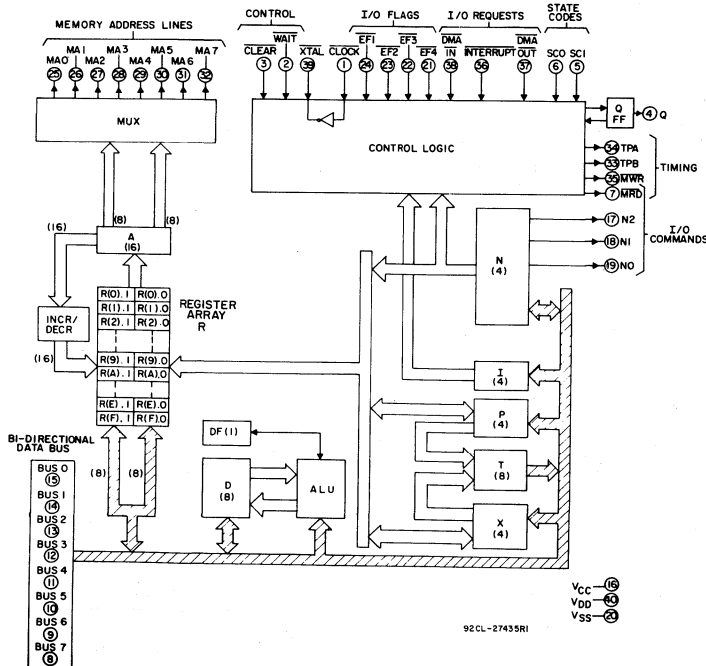 MEMORY ADDRESS LINES
MA0 MA1 MA2 MA3 MA4 MA5 MA6 MA7
25 26 27 28 29 30 31 32
MUX
(8) (8)
(16)
A
(16)
INCR/
DECR
(16)
R(0).1 R(0).0
R(1).1 R(1).0
R(2).1 R(2).0
R(9).1 R(9).0
R(A).1 R(A).0
R(E).1 R(E).0
R(F).1 R(F).0
REGISTER
ARRAY
R
(8) (8)
BI-DIRECTIONAL
DATA BUS
BUS 0
15
BUS 1
14
BUS 2
13
BUS 3
12
BUS 4
11
BUS 5
10
BUS 6
9
BUS 7
8
CONTROL
CLEAR WAIT
3 2
XTAL CLOCK
39 1
I/O FLAGS
EF1 EF2 EF3 EF4
24 23 22 21
I/O REQUESTS
DMA
IN
INTERRUPT
DMA
OUT
38 36 37
STATE
CODES
SCO SCI
6 5
CONTROL LOGIC
Q
FF
4 Q
34 TPA
33 TPB
35 MWR
7 MRD
TIMING
I/O
COMMANDS
17 N2
18 N1
19 NO
N
(4)
I
(4)
P
(4)
T
(8)
X
(4)
DF(1)
D
(8)
ALU
VCC 16
VDD 40
VSS 20
92CL-27435RI